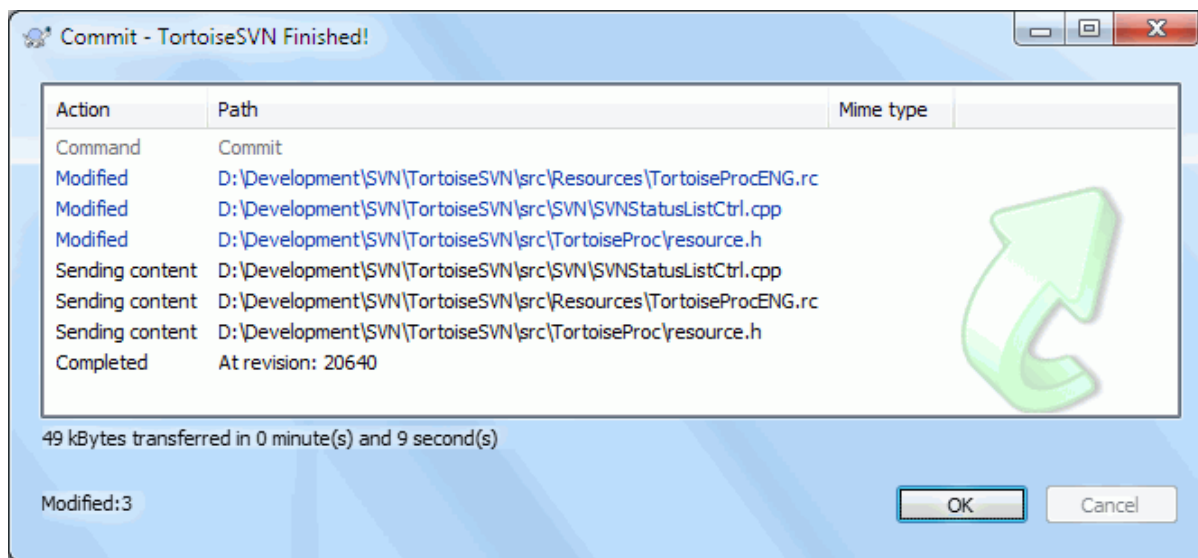 Commit - TortoiseSVN Finished!
Action Path Mime type
Command Commit
Modified D:\Development\SVN\TortoiseSVN\src\Resources\TortoiseProcENG.rc
Modified D:\Development\SVN\TortoiseSVN\src\SVN\SVNStatusListCtrl.cpp
Modified D:\Development\SVN\TortoiseSVN\src\TortoiseProc\resource.h
Sending content D:\Development\SVN\TortoiseSVN\src\SVN\SVNStatusListCtrl.cpp
Sending content D:\Development\SVN\TortoiseSVN\src\Resources\TortoiseProcENG.rc
Sending content D:\Development\SVN\TortoiseSVN\src\TortoiseProc\resource.h
Completed At revision: 20640
49 kBytes transferred in 0 minute(s) and 9 second(s)
Modified:3
OK Cancel